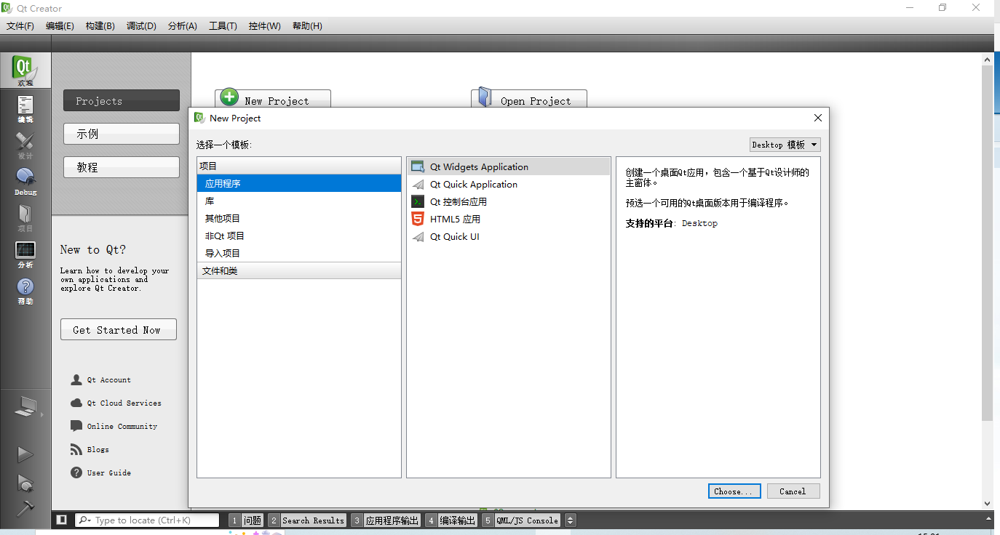 Qt Creator
文件(F) 编辑(E) 构建(B) 调试(D) 分析(A) 工具(T) 控件(W) 帮助(H)
Qt
欢迎
编辑
设计
Debug
项目
分析
帮助
Projects
示例
教程
New to Qt?
Learn how to develop your
own applications and
explore Qt Creator.
Get Started Now
Qt Account
Qt Cloud Services
Online Community
Blogs
User Guide
New Project
Open Project
New Project
选择一个模板:
Desktop 模板
项目
应用程序
库
其他项目
非Qt 项目
导入项目
文件和类
Qt Widgets Application
Qt Quick Application
Qt 控制台应用
HTML5 应用
Qt Quick UI
创建一个桌面Qt应用，包含一个基于Qt设计师的
主窗体。
预选一个可用的Qt桌面版本用于编译程序。
支持的平台: Desktop
Choose...
Cancel
Type to locate (Ctrl+K)
1 问题 2 Search Results 3 应用程序输出 4 编译输出 5 QML/JS Console